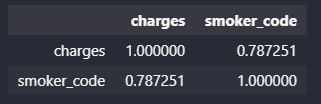 charges smoker_code
charges 1.000000 0.787251
smoker_code 0.787251 1.000000